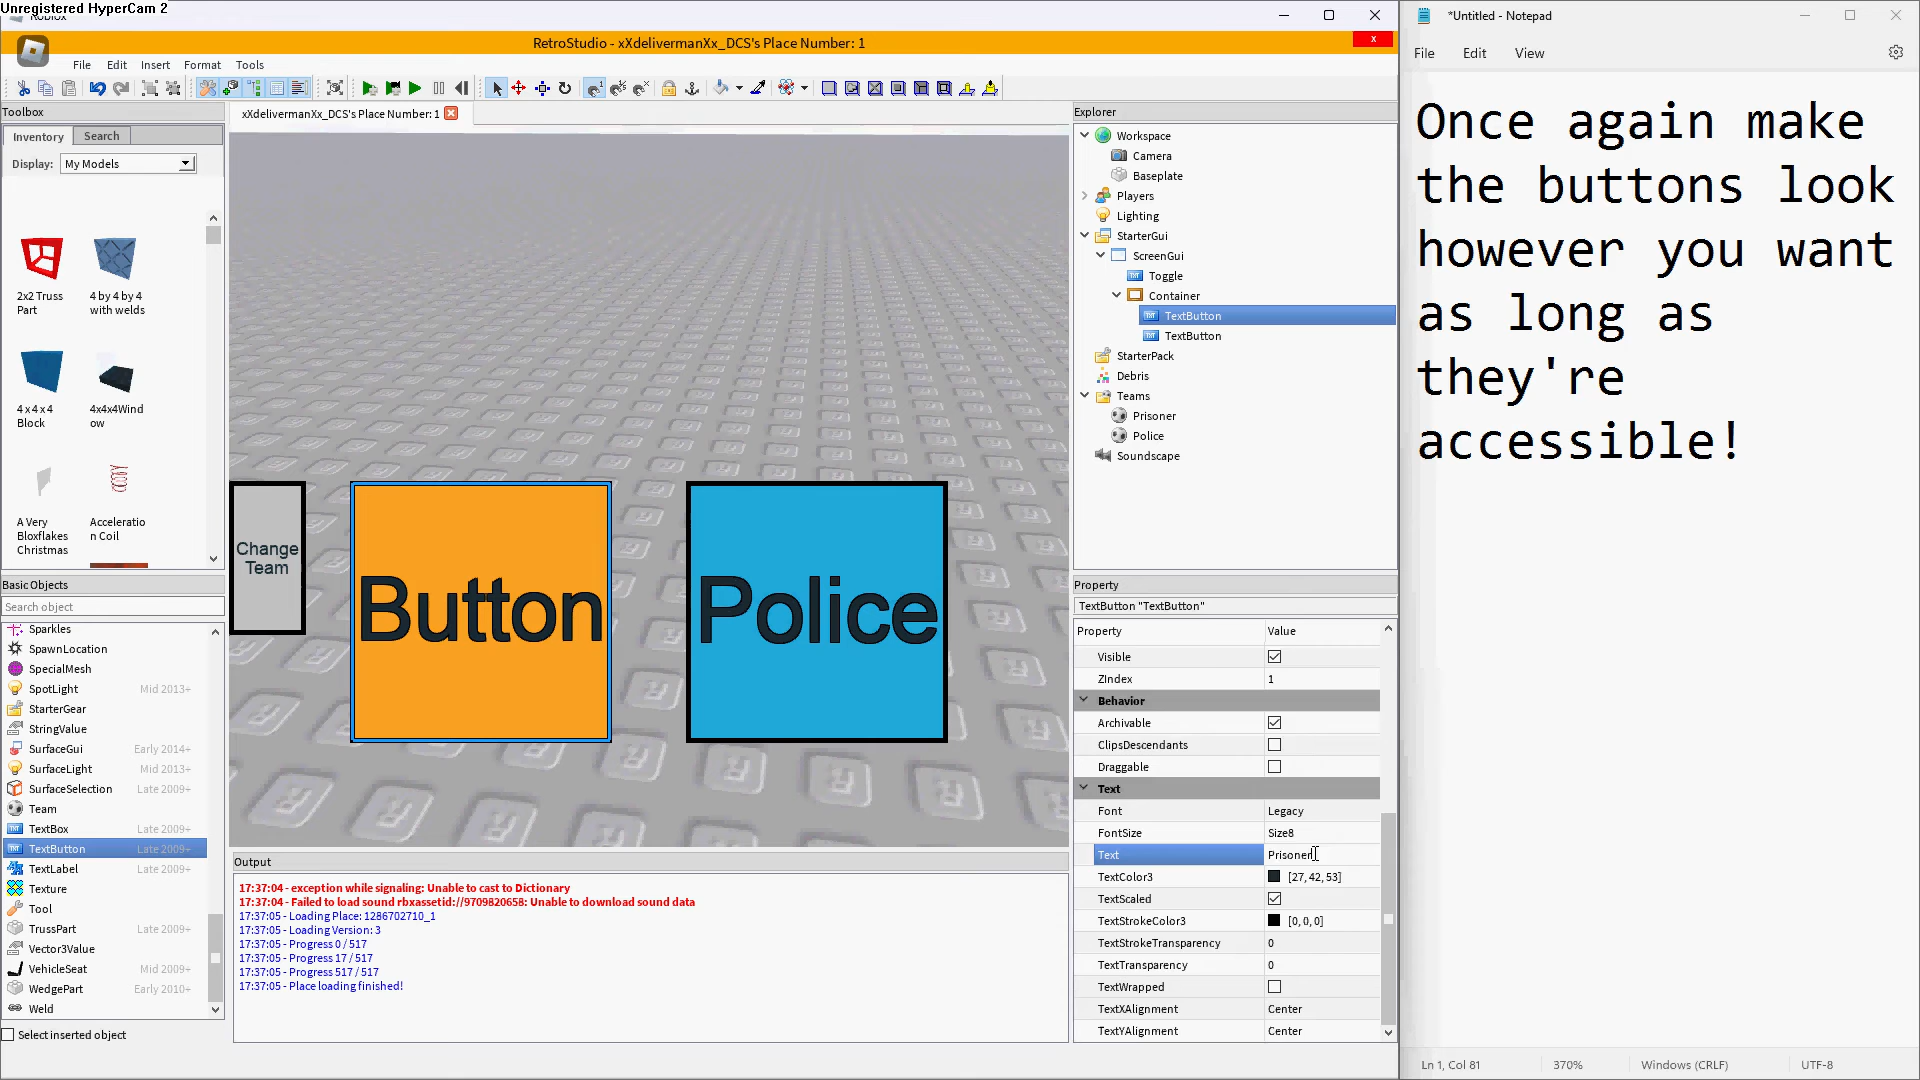 Unregistered HyperCam 2
Roblox
RetroStudio - xXdelivermanXx_DCS's Place Number: 1
x
File Edit Insert Format Tools
Toolbox
Inventory Search
Display: My Models
2x2 Truss Part
4 by 4 by 4 with welds
4 x 4 x 4 Block
4x4x4Wind ow
A Very Bloxflakes Christmas
Acceleratio n Coil
Basic Objects
Search object
Sparkles
SpawnLocation
SpecialMesh
SpotLight Mid 2013+
StarterGear
StringValue
SurfaceGui Early 2014+
SurfaceLight Mid 2013+
SurfaceSelection Late 2009+
Team
TextBox Late 2009+
TextButton Late 2009+
TextLabel Late 2009+
Texture
Tool
TrussPart Late 2009+
Vector3Value
VehicleSeat Mid 2009+
WedgePart Early 2010+
Weld
Select inserted object
xXdelivermanXx_DCS's Place Number: 1
Change
Team
Button
Police
Output
17:37:04 - exception while signaling: Unable to cast to Dictionary
17:37:04 - Failed to load sound rbxassetid://9709820658: Unable to download sound data
17:37:05 - Loading Place: 1286702710_1
17:37:05 - Loading Version: 3
17:37:05 - Progress 0 / 517
17:37:05 - Progress 17 / 517
17:37:05 - Progress 517 / 517
17:37:05 - Place loading finished!
Explorer
Workspace
Camera
Baseplate
Players
Lighting
StarterGui
ScreenGui
Toggle
Container
TextButton
TextButton
StarterPack
Debris
Teams
Prisoner
Police
Soundscape
Property
TextButton "TextButton"
Property Value
Visible
ZIndex 1
Behavior
Archivable
ClipsDescendants
Draggable
Text
Font Legacy
FontSize Size8
Text Prisoner
TextColor3 [27, 42, 53]
TextScaled
TextStrokeColor3 [0, 0, 0]
TextStrokeTransparency 0
TextTransparency 0
TextWrapped
TextXAlignment Center
TextYAlignment Center
*Untitled - Notepad
File Edit View
Once again make
the buttons look
however you want
as long as
they're
accessible!
Ln 1, Col 81 370% Windows (CRLF) UTF-8